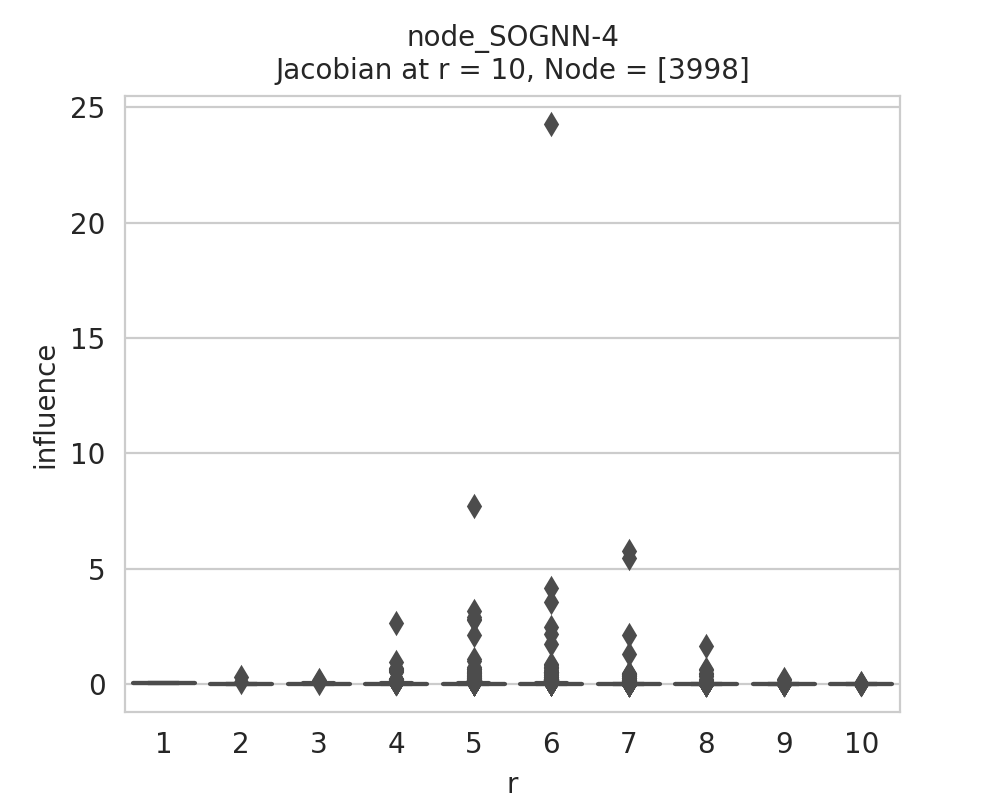 node_SOGNN-4
Jacobian at r = 10, Node = [3998]
25
20
15
10
5
0
influence
1 2 3 4 5 6 7 8 9 10
r